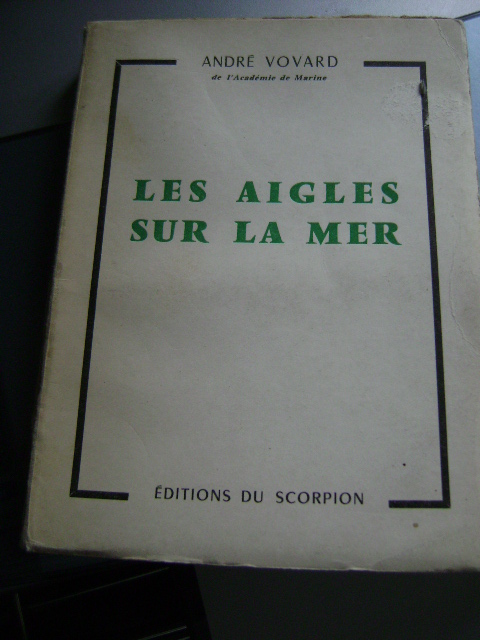 ANDRÉ VOVARD
de l'Académie de Marine
LES AIGLES
SUR LA MER
ÉDITIONS DU SCORPION